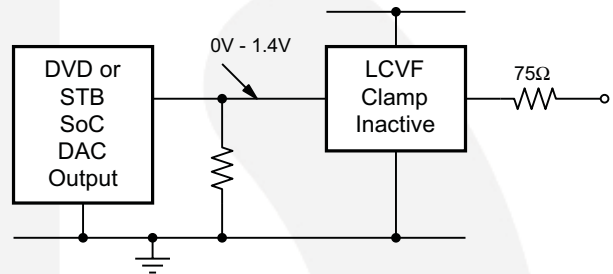 0V - 1.4V
DVD or
STB
SoC
DAC
Output
LCVF
Clamp
Inactive
75Ω